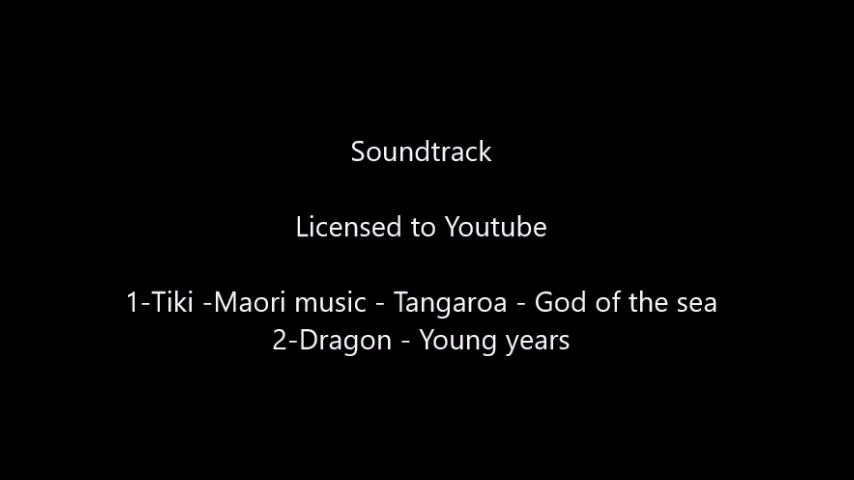 Soundtrack
Licensed to Youtube
1-Tiki -Maori music - Tangaroa - God of the sea
2-Dragon - Young years